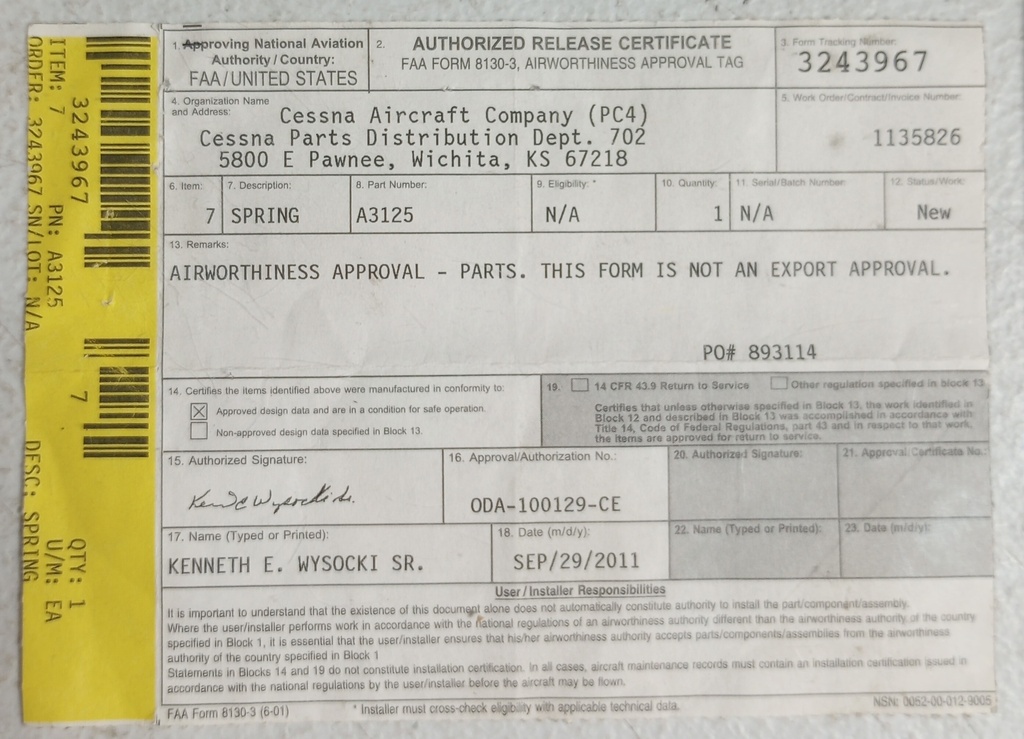 ITEM: 7 PN: A3125 QTY: 1
ORDER: 3243967 SN/LOT: N/A U/M: EA
DESC: SPRING
3243967
7
1. Approving National Aviation
Authority / Country:
FAA/UNITED STATES
2. AUTHORIZED RELEASE CERTIFICATE
FAA FORM 8130-3, AIRWORTHINESS APPROVAL TAG
3. Form Tracking Number:
3243967
4. Organization Name
and Address:
Cessna Aircraft Company (PC4)
Cessna Parts Distribution Dept. 702
5800 E Pawnee, Wichita, KS 67218
5. Work Order/Contract/Invoice Number:
1135826
6. Item: 7. Description: 8. Part Number: 9. Eligibility: * 10. Quantity: 11. Serial/Batch Number: 12. Status/Work:
7 SPRING A3125 N/A 1 N/A New
13. Remarks:
AIRWORTHINESS APPROVAL - PARTS. THIS FORM IS NOT AN EXPORT APPROVAL.
PO# 893114
14. Certifies the items identified above were manufactured in conformity to:
Approved design data and are in a condition for safe operation.
Non-approved design data specified in Block 13.
19. 14 CFR 43.9 Return to Service Other regulation specified in block 13
Certifies that unless otherwise specified in Block 13, the work identified in
Block 12 and described in Block 13 was accomplished in accordance with
Title 14, Code of Federal Regulations, part 43 and in respect to that work,
the items are approved for return to service.
15. Authorized Signature:
Kenneth E Wysocki Sr.
16. Approval/Authorization No.:
ODA-100129-CE
20. Authorized Signature:
21. Approval Certificate No.:
17. Name (Typed or Printed):
KENNETH E. WYSOCKI SR.
18. Date (m/d/y):
SEP/29/2011
22. Name (Typed or Printed):
23. Date (m/d/y):
User/Installer Responsibilities
It is important to understand that the existence of this document alone does not automatically constitute authority to install the part/component/assembly.
Where the user/installer performs work in accordance with the national regulations of an airworthiness authority different than the airworthiness authority of the country
specified in Block 1, it is essential that the user/installer ensures that his/her airworthiness authority accepts parts/components/assemblies from the airworthiness
authority of the country specified in Block 1
Statements in Blocks 14 and 19 do not constitute installation certification. In all cases, aircraft maintenance records must contain an installation certification issued in
accordance with the national regulations by the user/installer before the aircraft may be flown.
FAA Form 8130-3 (6-01)
* Installer must cross-check eligibility with applicable technical data.
NSN: 0052-00-012-9005